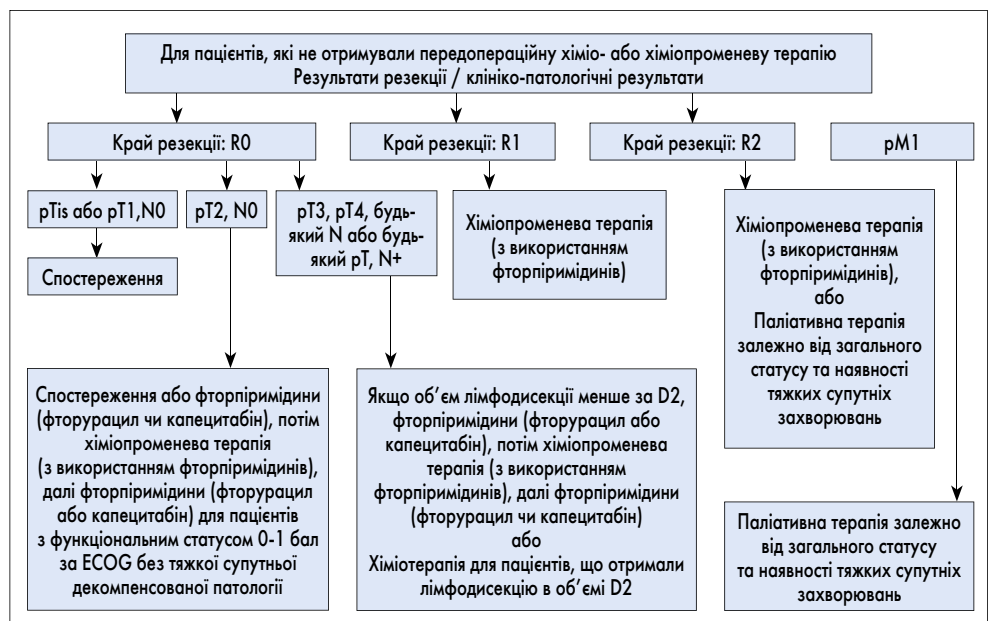 Для пацієнтів, які не отримували передопераційну хіміо- або хіміопроменеву терапію
Результати резекції / клініко-патологічні результати
Край резекції: R0
Край резекції: R1
Край резекції: R2
pM1
pTis або pT1,N0
pT2, N0
pT3, pT4, будь-
який N або будь-
який pT, N+
Хіміопроменева терапія
(з використанням
фторпіримідинів)
Хіміопроменева терапія
(з використанням
фторпіримідинів),
або
Паліативна терапія
залежно від загального
статусу та наявності
тяжких супутніх
захворювань
Спостереження
Спостереження або фторпіримідини
(фторурацил чи капецитабін), потім
хіміопроменева терапія
(з використанням фторпіримідинів),
далі фторпіримідини (фторурацил
або капецитабін) для пацієнтів
з функціональним статусом 0-1 бал
за ECOG без тяжкої супутньої
декомпенсованої патології
Якщо об’єм лімфодисекції менше за D2,
фторпіримідини (фторурацил або
капецитабін), потім хіміопроменева
терапія (з використанням
фторпіримідинів), далі фторпіримідини
(фторурацил чи капецитабін)
або
Хіміотерапія для пацієнтів, що отримали
лімфодисекцію в об’ємі D2
Паліативна терапія залежно
від загального статусу
та наявності тяжких супутніх
захворювань